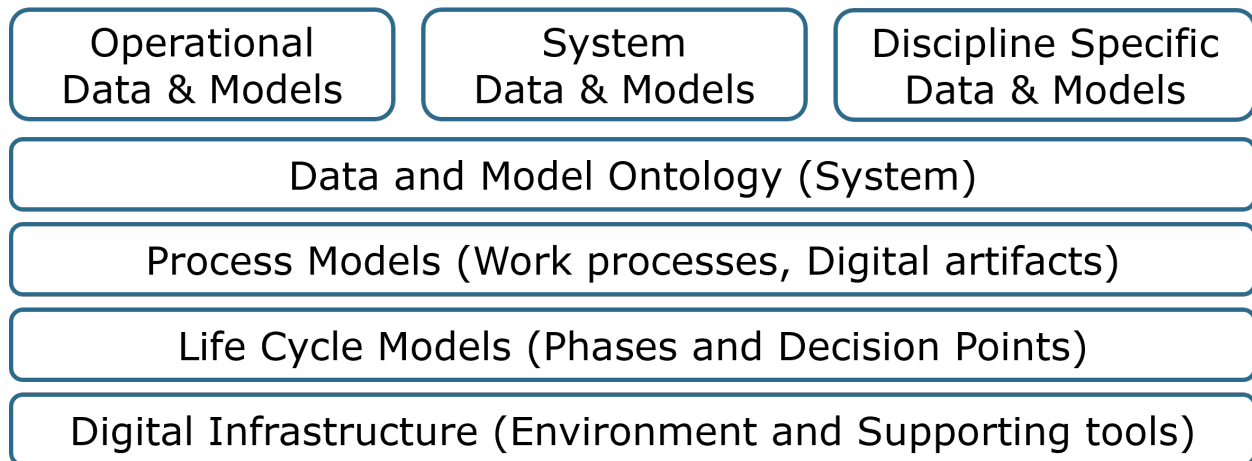 Operational
Data & Models
System
Data & Models
Discipline Specific
Data & Models
Data and Model Ontology (System)
Process Models (Work processes, Digital artifacts)
Life Cycle Models (Phases and Decision Points)
Digital Infrastructure (Environment and Supporting tools)